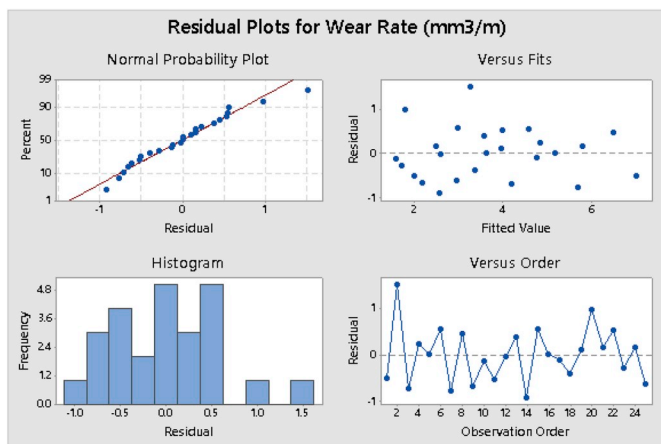 Residual Plots for Wear Rate (mm3/m)
Normal Probability Plot
99
90
50
10
1
Percent
-1 0 1
Residual
Versus Fits
1
0
-1
Residual
2 4 6
Fitted Value
Histogram
4.8
3.6
2.4
1.2
0.0
Frequency
-1.0 -0.5 0.0 0.5 1.0 1.5
Residual
Versus Order
1
0
-1
Residual
2 4 6 8 10 12 14 16 18 20 22 24
Observation Order